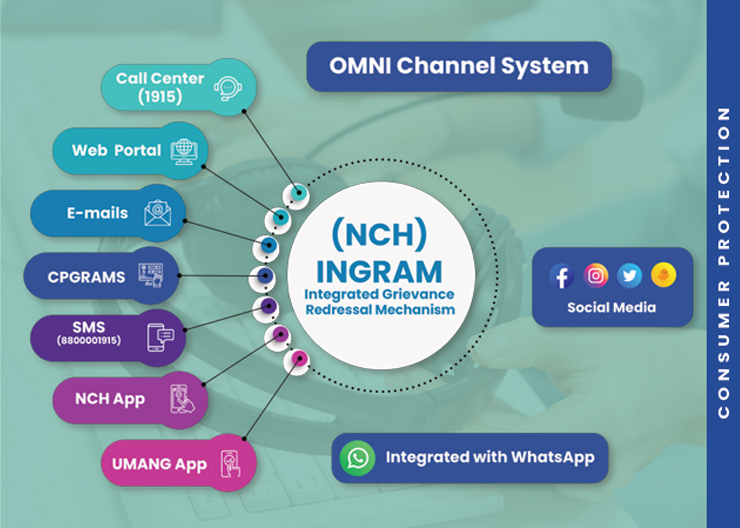 OMNI Channel System
Call Center
(1915)
Web Portal
E-mails
CPGRAMS
SMS
(8800001915)
NCH App
UMANG App
(NCH)
INGRAM
Integrated Grievance
Redressal Mechanism
Social Media
Integrated with WhatsApp
CONSUMER PROTECTION